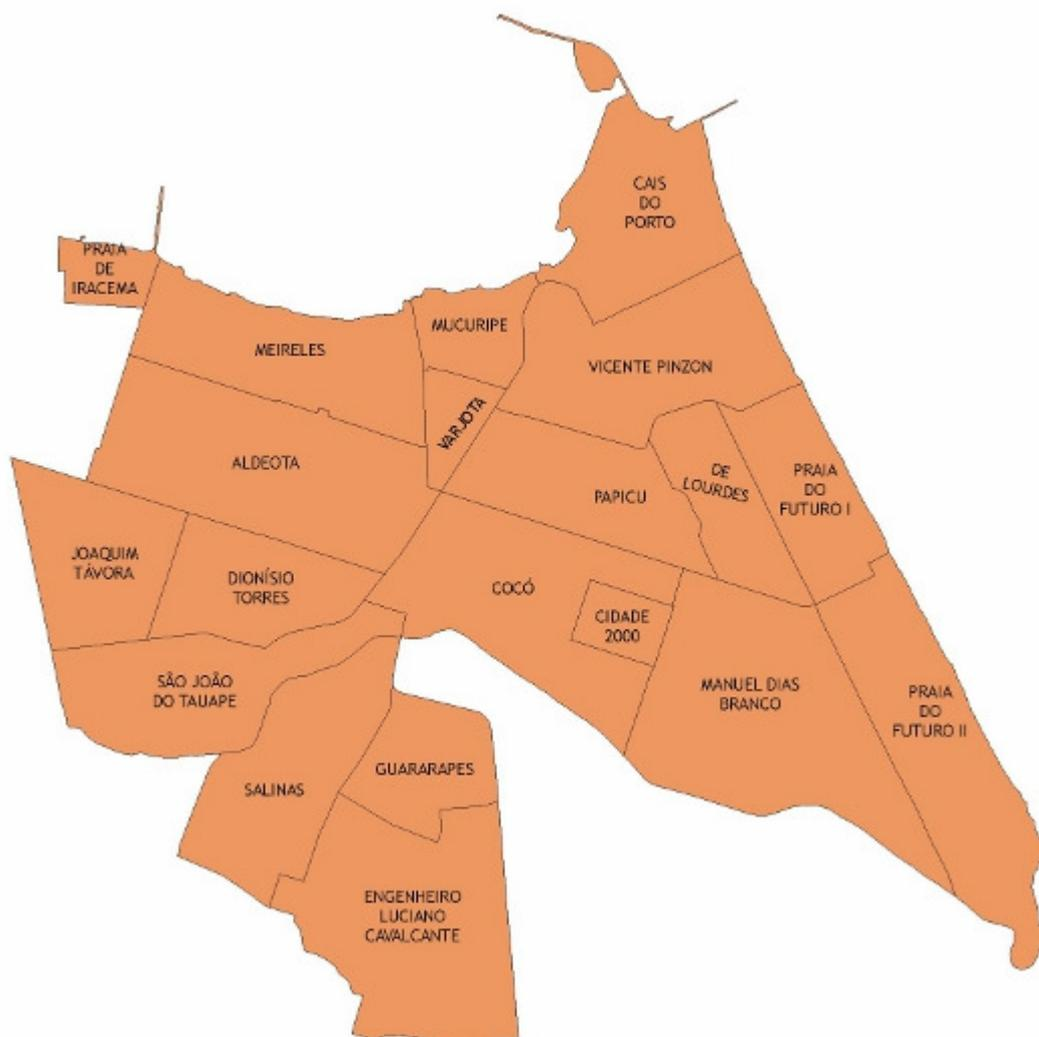 CAIS
DO
PORTO
PRAIA
DE
IRACEMA
MUCURIPE
MEIRELES
VICENTE PINZON
VARJOTA
ALDEOTA
DE
LOURDES
PAPICU
PRAIA
DO
FUTURO I
JOAQUIM
TÁVORA
DIONÍSIO
TORRES
COCÓ
CIDADE
2000
SÃO JOÃO
DO TAUAPE
MANUEL DIAS
BRANCO
PRAIA
DO
FUTURO II
SALINAS
GUARARAPES
ENGENHEIRO
LUCIANO
CAVALCANTE